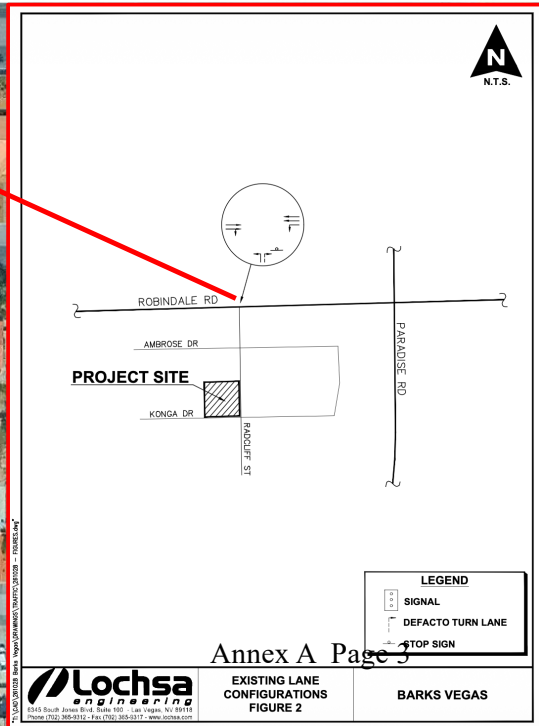 N
N.T.S.
ROBINDALE RD
AMBROSE DR
PARADISE RD
PROJECT SITE
KONGA DR
RADCLIFF ST
LEGEND
SIGNAL
DEFACTO TURN LANE
STOP SIGN
Annex A Page 3
Lochsa
engineering
6345 South Jones Blvd. Suite 100 - Las Vegas, NV 89118
Phone (702) 365-9312 - Fax (702) 365-9317 - www.lochsa.com
EXISTING LANE
CONFIGURATIONS
FIGURE 2
BARKS VEGAS